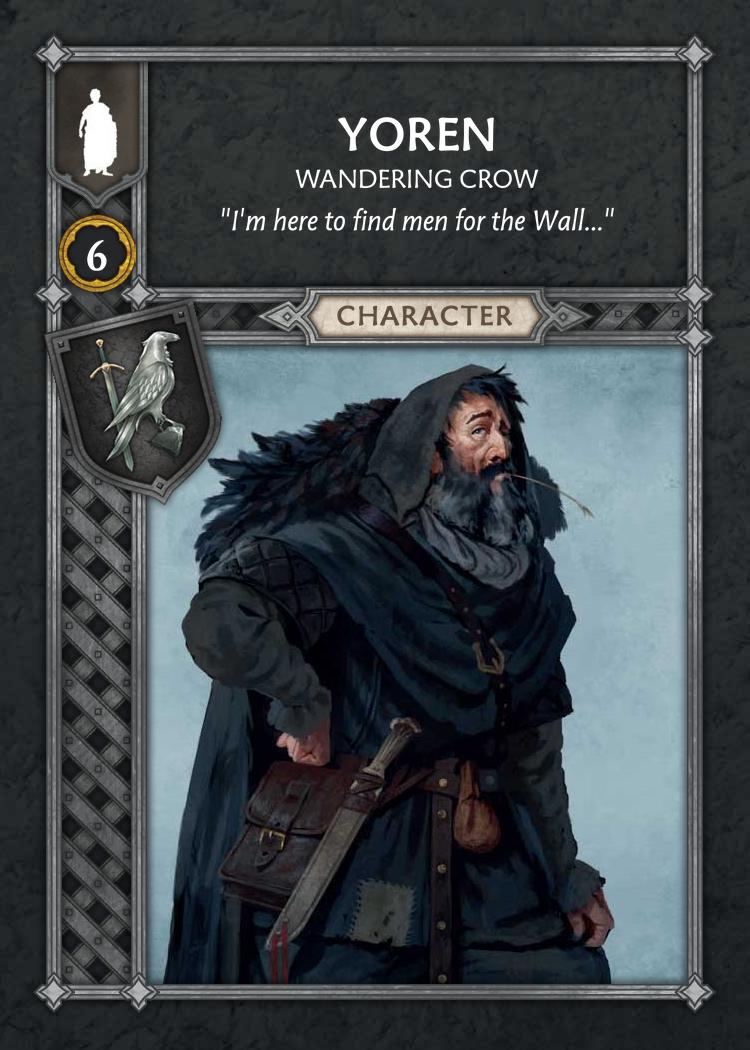 YOREN
WANDERING CROW
"I'm here to find men for the Wall..."
6
CHARACTER